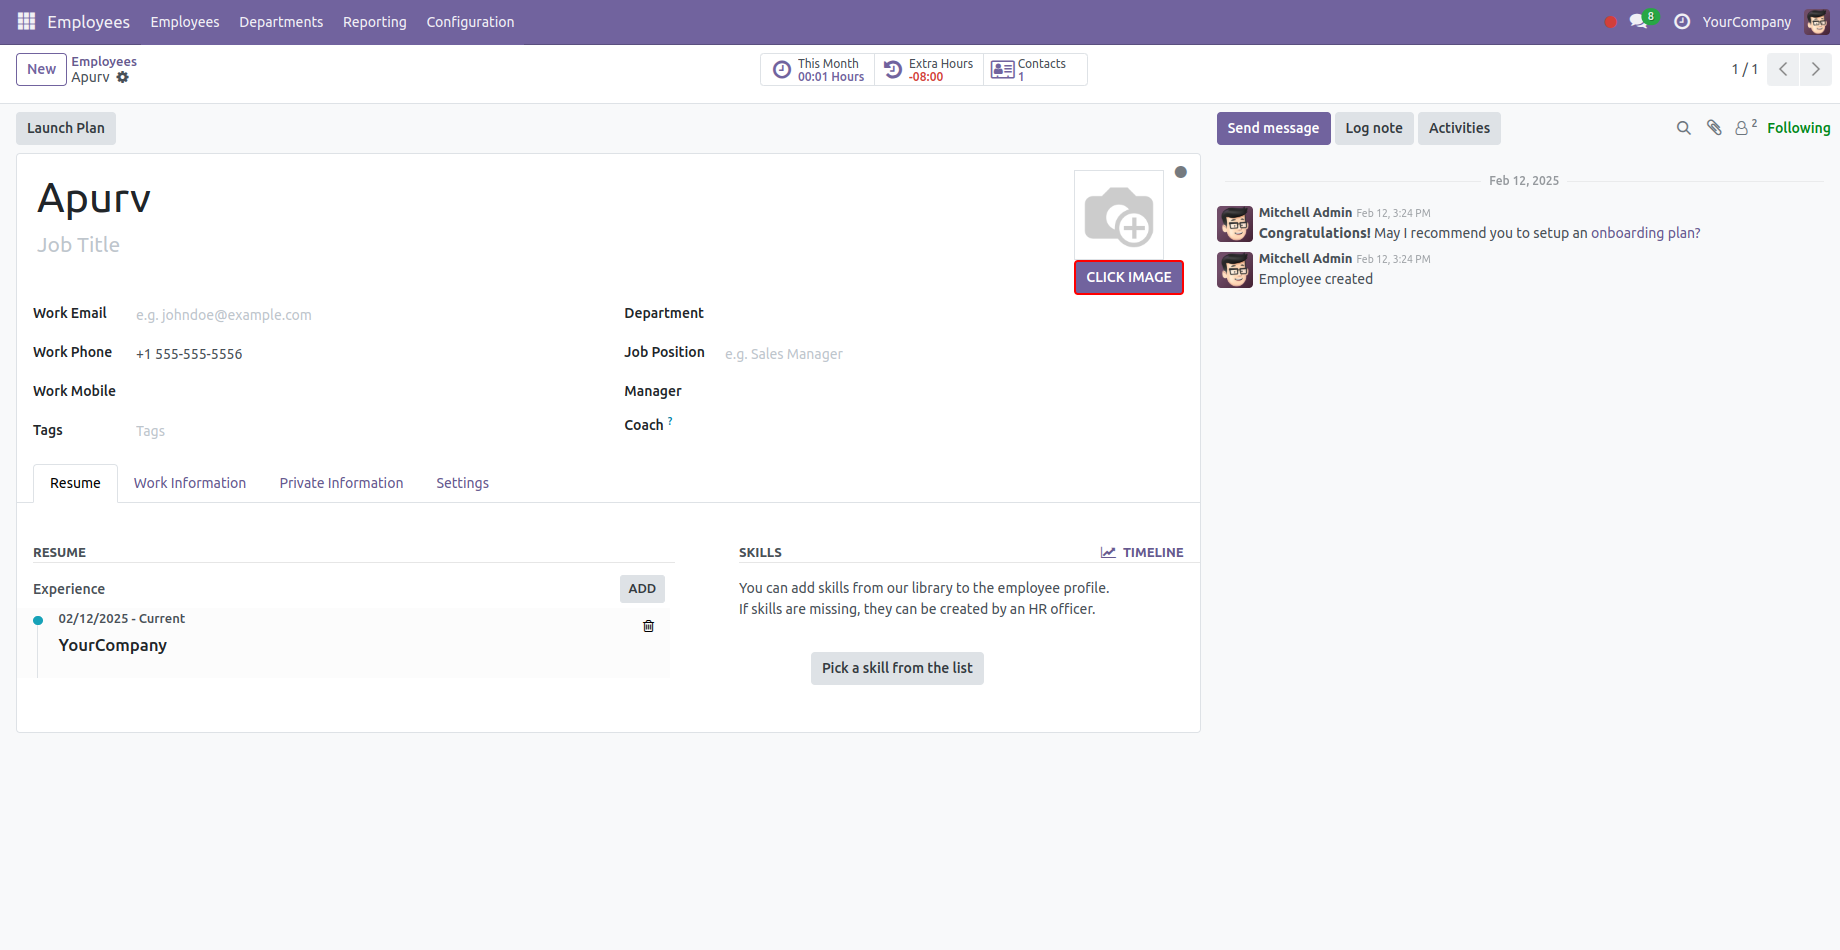 Employees Employees Departments Reporting Configuration 8 YourCompany
New Employees
Apurv
This Month
00:01 Hours
Extra Hours
-08:00
Contacts
1
1 / 1
Launch Plan
Send message Log note Activities 2 Following
Apurv
Job Title
CLICK IMAGE
Work Email e.g. johndoe@example.com
Work Phone +1 555-555-5556
Work Mobile
Tags Tags
Department
Job Position e.g. Sales Manager
Manager
Coach ?
Resume Work Information Private Information Settings
RESUME
Experience ADD
02/12/2025 - Current
YourCompany
SKILLS TIMELINE
You can add skills from our library to the employee profile.
If skills are missing, they can be created by an HR officer.
Pick a skill from the list
Feb 12, 2025
Mitchell Admin Feb 12, 3:24 PM
Congratulations! May I recommend you to setup an onboarding plan?
Mitchell Admin Feb 12, 3:24 PM
Employee created